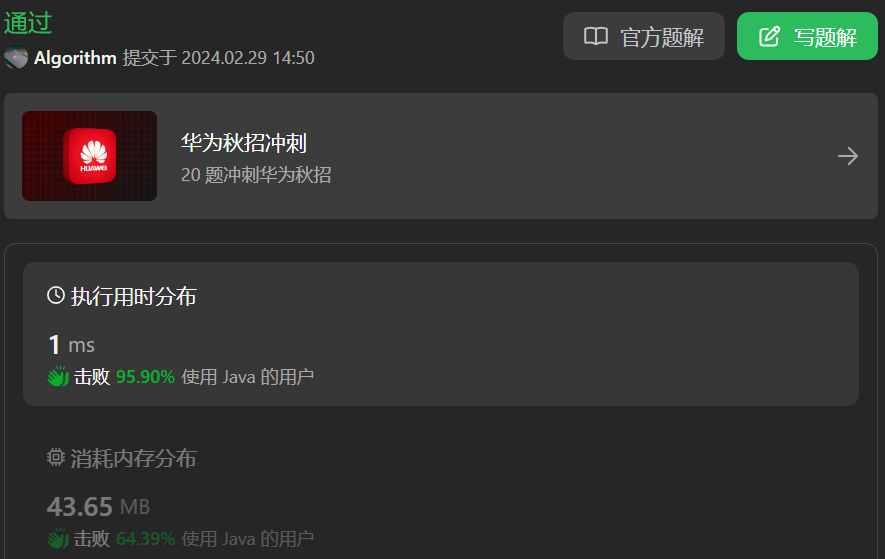 通过
Algorithm 提交于 2024.02.29 14:50
官方题解
写题解
HUAWEI
华为秋招冲刺
20 题冲刺华为秋招
执行用时分布
1 ms
击败 95.90% 使用 Java 的用户
消耗内存分布
43.65 MB
击败 64.39% 使用 Java 的用户